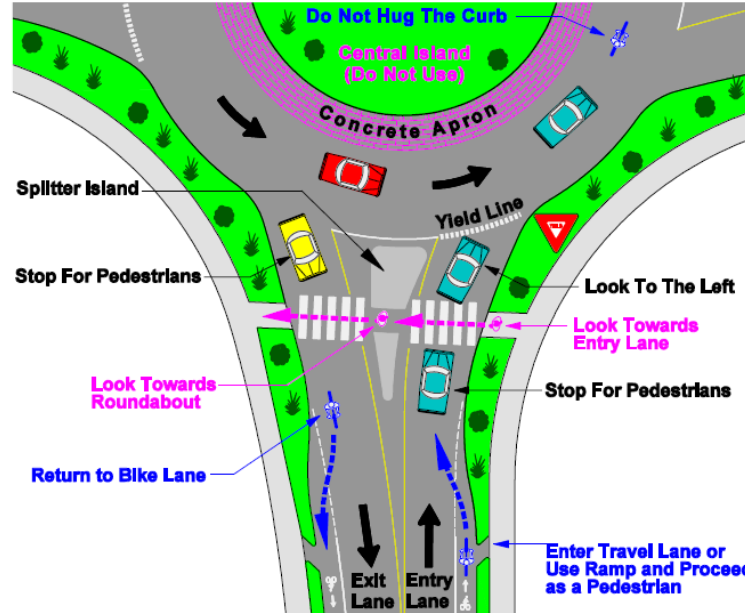 Do Not Hug The Curb
Central Island
(Do Not Use)
Concrete Apron
Splitter Island
Yield Line
Stop For Pedestrians
Look To The Left
Look Towards
Entry Lane
Look Towards
Roundabout
Stop For Pedestrians
Return to Bike Lane
Enter Travel Lane or
Use Ramp and Proceed
as a Pedestrian
Exit
Lane
Entry
Lane